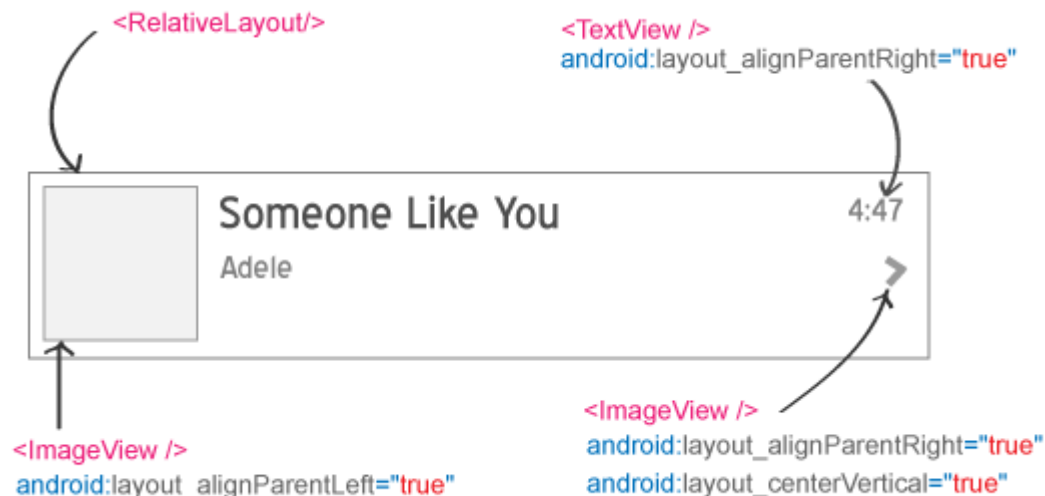 <RelativeLayout/>
<TextView />
android:layout_alignParentRight="true"
Someone Like You
4:47
Adele
<ImageView />
android:layout_alignParentLeft="true"
<ImageView />
android:layout_alignParentRight="true"
android:layout_centerVertical="true"